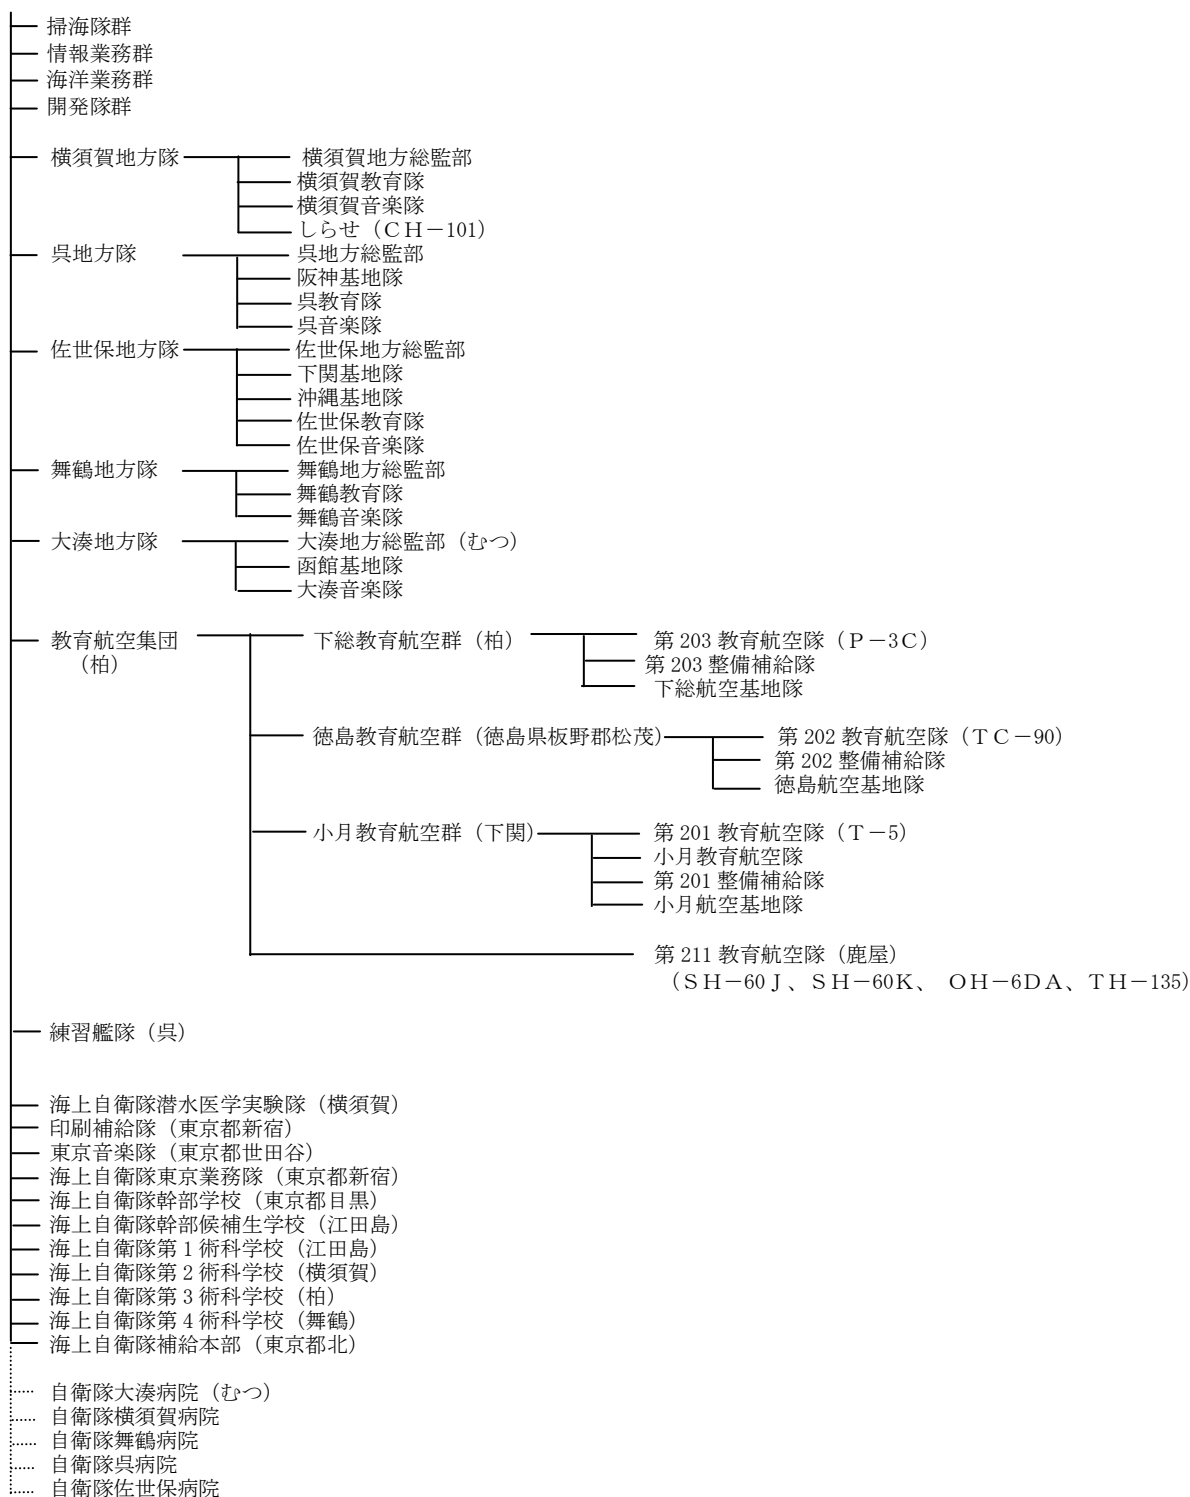 掃海隊群
情報業務群
海洋業務群
開発隊群
横須賀地方隊 横須賀地方総監部
横須賀教育隊
横須賀音楽隊
しらせ（ＣＨ－101）
呉地方隊 呉地方総監部
阪神基地隊
呉教育隊
呉音楽隊
佐世保地方隊 佐世保地方総監部
下関基地隊
沖縄基地隊
佐世保教育隊
佐世保音楽隊
舞鶴地方隊 舞鶴地方総監部
舞鶴教育隊
舞鶴音楽隊
大湊地方隊 大湊地方総監部（むつ）
函館基地隊
大湊音楽隊
教育航空集団 下総教育航空群（柏） 第 203 教育航空隊（Ｐ－3Ｃ）
（柏） 第 203 整備補給隊
下総航空基地隊
徳島教育航空群（徳島県板野郡松茂） 第 202 教育航空隊（ＴＣ－90）
第 202 整備補給隊
徳島航空基地隊
小月教育航空群（下関） 第 201 教育航空隊（Ｔ－5）
小月教育航空隊
第 201 整備補給隊
小月航空基地隊
第 211 教育航空隊（鹿屋）
（ＳＨ－60Ｊ、ＳＨ－60Ｋ、 ＯＨ－6ＤＡ、ＴＨ－135）
練習艦隊（呉）
海上自衛隊潜水医学実験隊（横須賀）
印刷補給隊（東京都新宿）
東京音楽隊（東京都世田谷）
海上自衛隊東京業務隊（東京都新宿）
海上自衛隊幹部学校（東京都目黒）
海上自衛隊幹部候補生学校（江田島）
海上自衛隊第１術科学校（江田島）
海上自衛隊第２術科学校（横須賀）
海上自衛隊第３術科学校（柏）
海上自衛隊第４術科学校（舞鶴）
海上自衛隊補給本部（東京都北）
自衛隊大湊病院（むつ）
自衛隊横須賀病院
自衛隊舞鶴病院
自衛隊呉病院
自衛隊佐世保病院